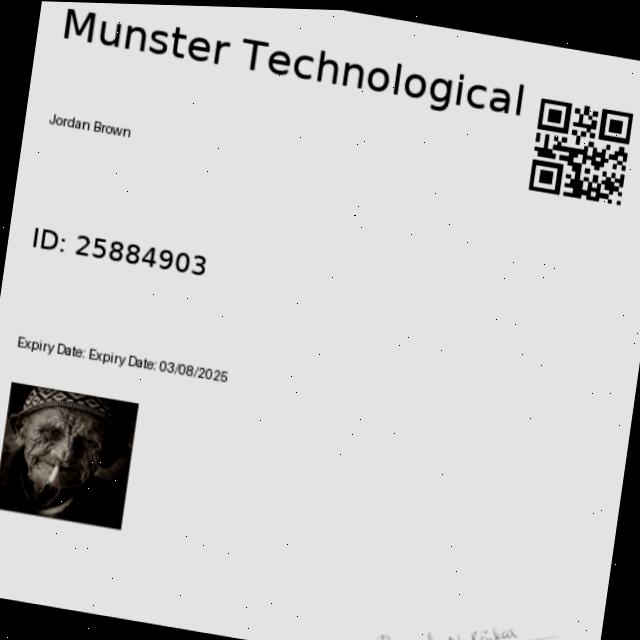 Munster Technological
Jordan Brown
ID: 25884903
Expiry Date: Expiry Date: 03/08/2025